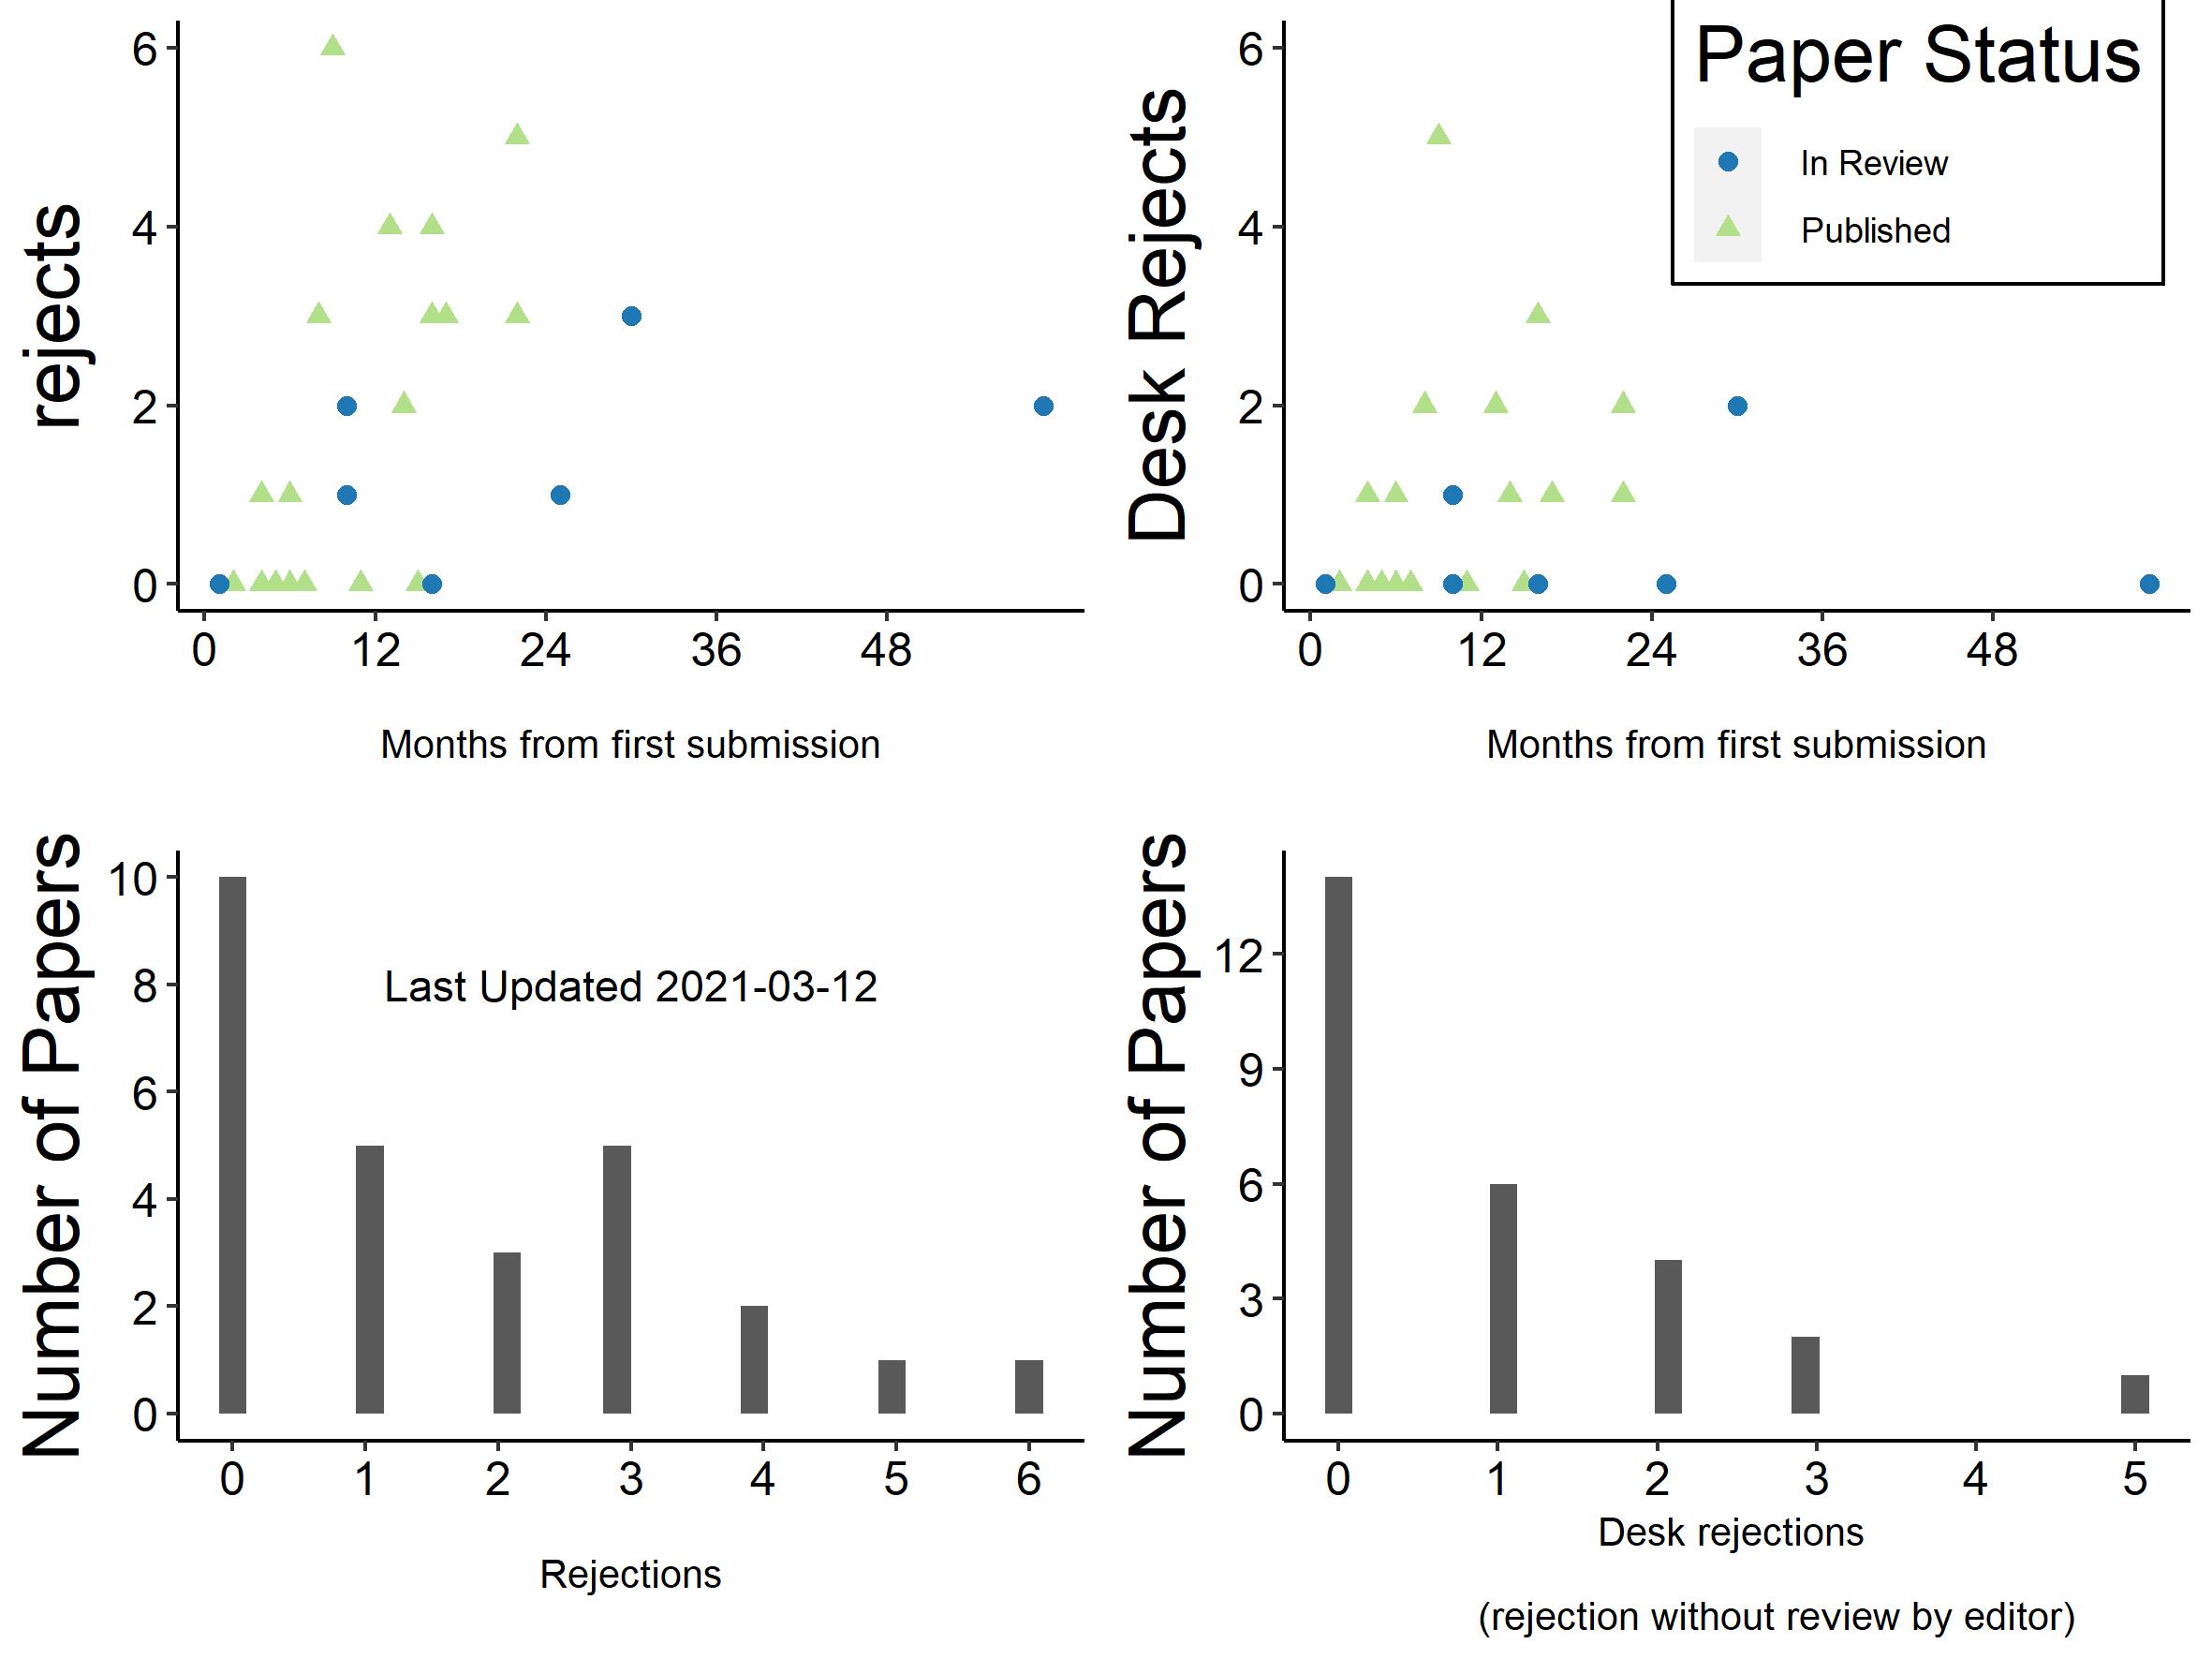 rejects
6
4
2
0
0 12 24 36 48
Months from first submission
Desk Rejects
6
4
2
0
0 12 24 36 48
Months from first submission
Paper Status
In Review
Published
Number of Papers
10
8
6
4
2
0
Last Updated 2021-03-12
0 1 2 3 4 5 6
Rejections
Number of Papers
12
9
6
3
0
0 1 2 3 4 5
Desk rejections
(rejection without review by editor)